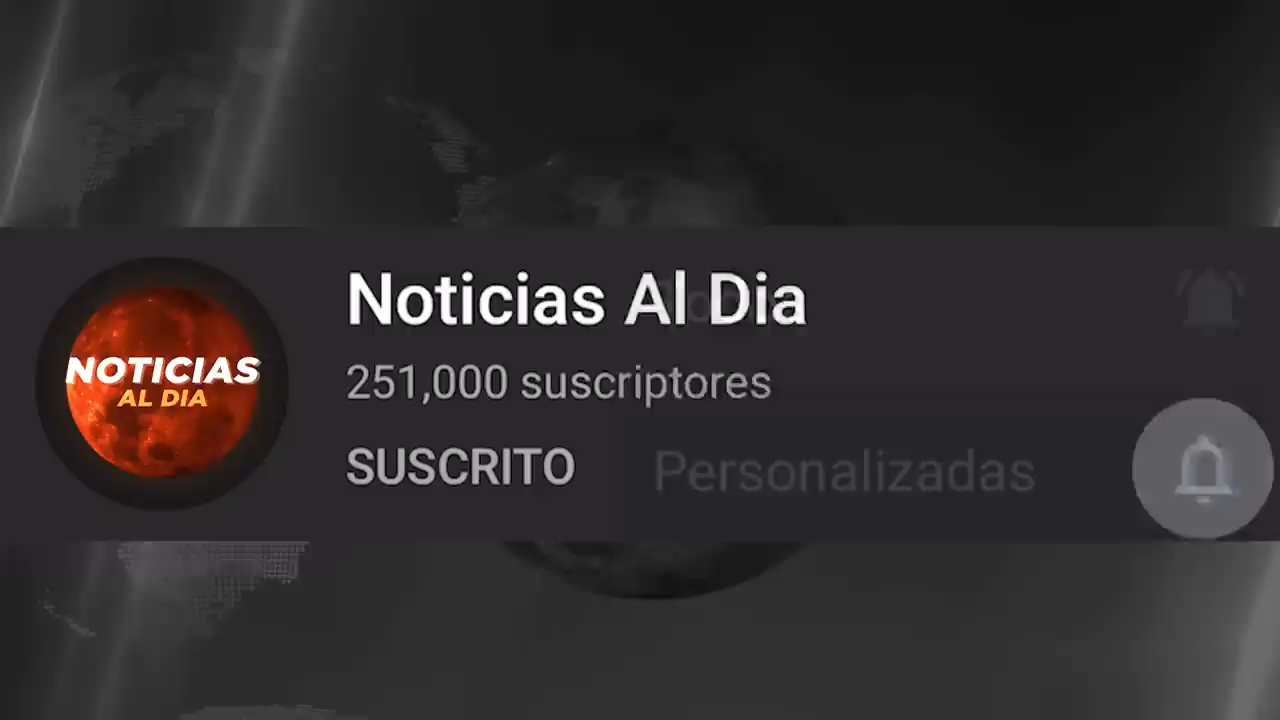 Noticias Al Dia
251,000 suscriptores
NOTICIAS
AL DIA
SUSCRITO
Personalizadas